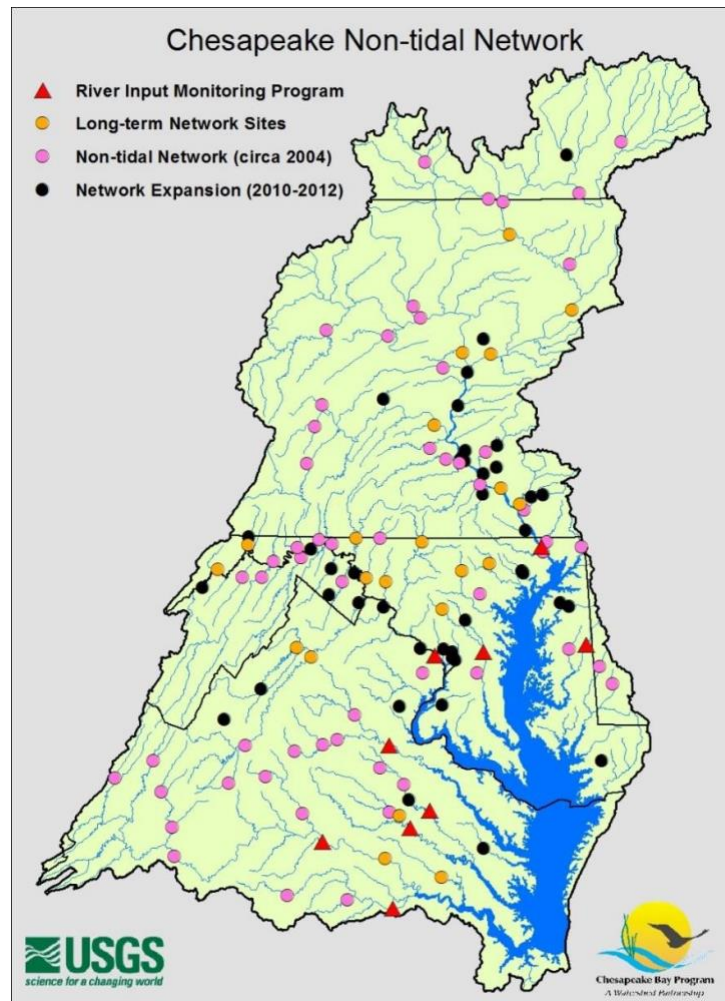 Chesapeake Non-tidal Network
River Input Monitoring Program
Long-term Network Sites
Non-tidal Network (circa 2004)
Network Expansion (2010-2012)
USGS
science for a changing world
Chesapeake Bay Program
A Watershed Partnership